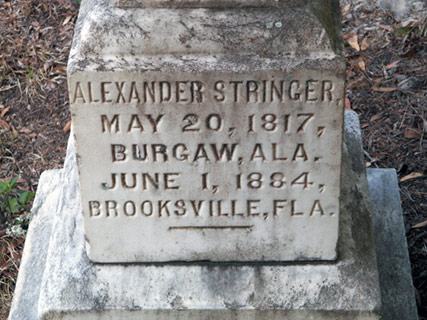 ALEXANDER STRINGER,
MAY 20, 1817,
BURGAW, ALA.
JUNE 1, 1884,
BROOKSVILLE, FLA.